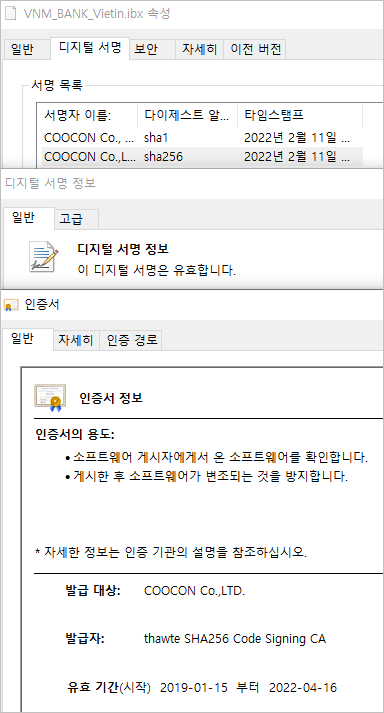 VNM_BANK_Vietin.ibx 속성
일반 디지털 서명 보안 자세히 이전 버전
서명 목록
서명자 이름: 다이제스트 알... 타임스탬프
COOCON Co., ... sha1 2022년 2월 11일 ...
COOCON Co.,L... sha256 2022년 2월 11일 ...
디지털 서명 정보
일반 고급
디지털 서명 정보
이 디지털 서명은 유효합니다.
인증서
일반 자세히 인증 경로
인증서 정보
인증서의 용도:
• 소프트웨어 게시자에게서 온 소프트웨어를 확인합니다.
• 게시한 후 소프트웨어가 변조되는 것을 방지합니다.
* 자세한 정보는 인증 기관의 설명을 참조하십시오.
발급 대상: COOCON Co.,LTD.
발급자: thawte SHA256 Code Signing CA
유효 기간(시작) 2019-01-15 부터 2022-04-16